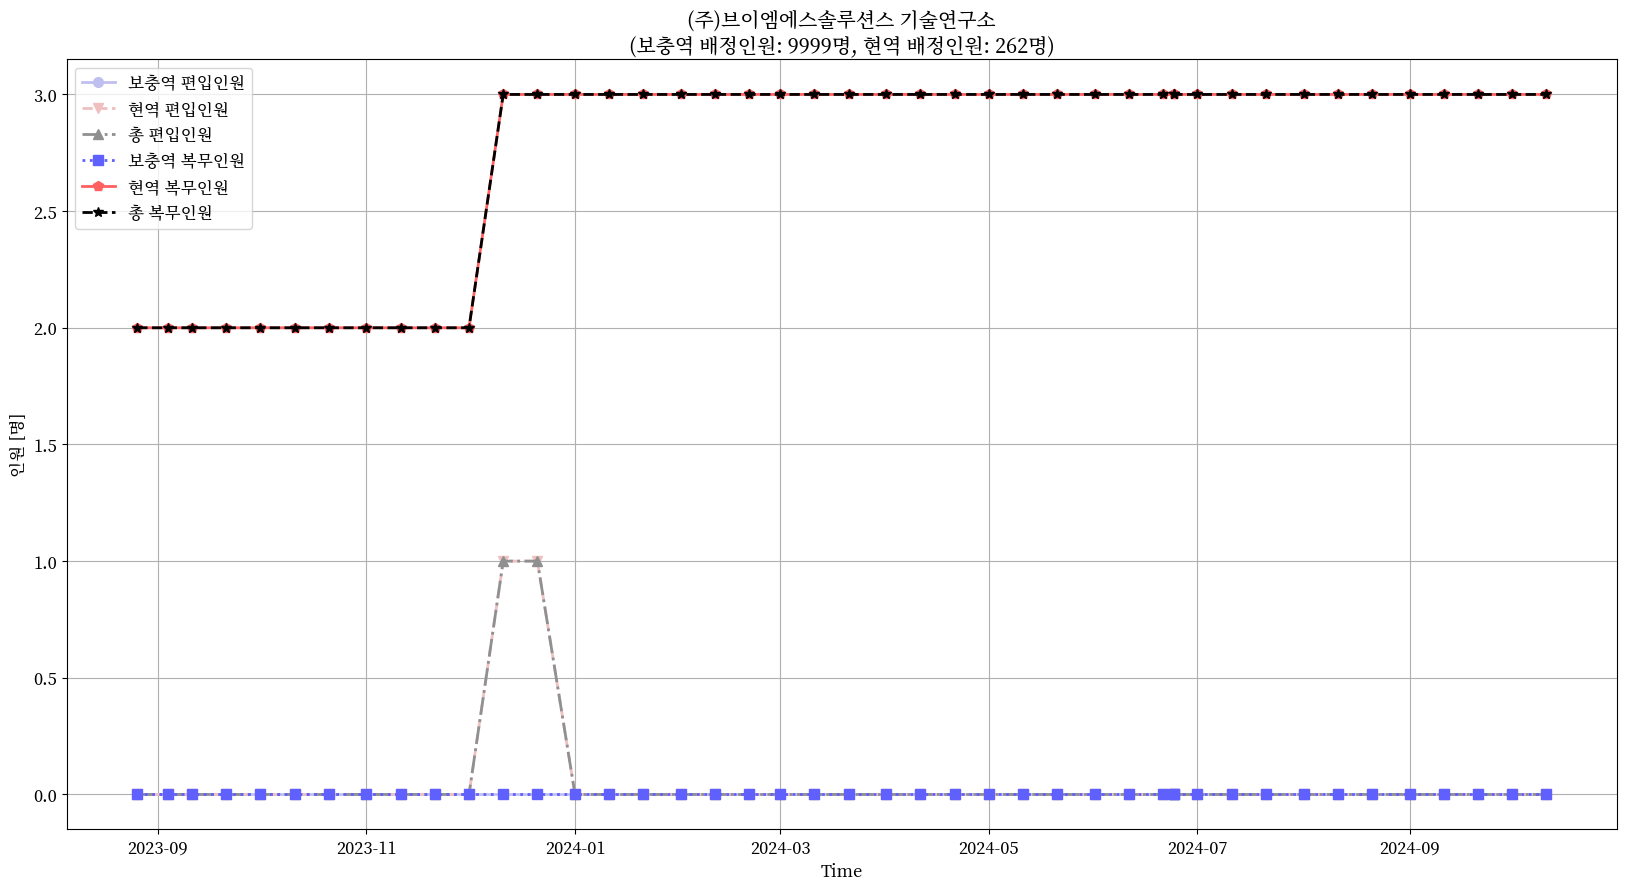 (주)브이엠에스솔루션스 기술연구소
(보충역 배정인원: 9999명, 현역 배정인원: 262명)
보충역 편입인원
현역 편입인원
총 편입인원
보충역 복무인원
현역 복무인원
총 복무인원
인원 [명]
3.0
2.5
2.0
1.5
1.0
0.5
0.0
2023-09
2023-11
2024-01
2024-03
2024-05
2024-07
2024-09
Time